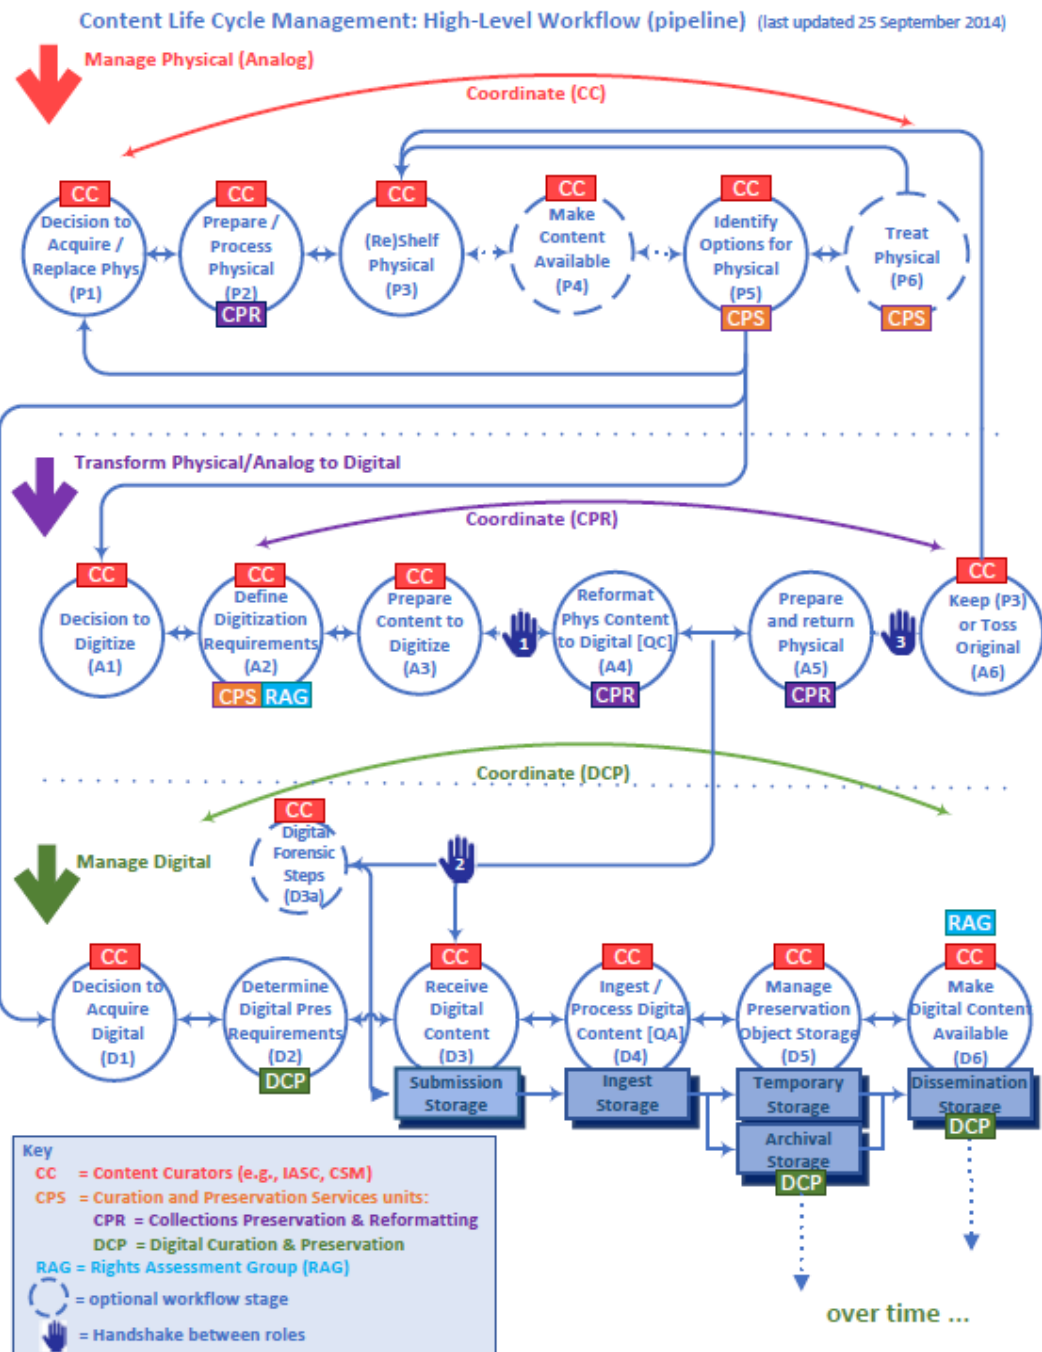 Content Life Cycle Management: High-Level Workflow (pipeline) (last updated 25 September 2014)
Manage Physical (Analog)
Coordinate (CC)
CC
CC
CC
CC
CC
Decision to
Acquire /
Replace Phys
(P1)
Prepare /
Process
Physical
(P2)
CPR
(Re)Shelf
Physical
(P3)
Make
Content
Available
(P4)
Identify
Options for
Physical
(P5)
CPS
Treat
Physical
(P6)
CPS
Transform Physical/Analog to Digital
Coordinate (CPR)
CC
Decision to
Digitize
(A1)
CC
Define
Digitization
Requirements
(A2)
CPS RAG
CC
Prepare
Content to
Digitize
(A3)
1
Reformat
Phys Content
to Digital [QC]
(A4)
CPR
Prepare
and return
Physical
(A5)
CPR
3
CC
Keep (P3)
or Toss
Original
(A6)
Coordinate (DCP)
Manage Digital
CC
Digital
Forensic
Steps
(D3a)
2
CC
Decision to
Acquire
Digital
(D1)
Determine
Digital Pres
Requirements
(D2)
DCP
CC
Receive
Digital
Content
(D3)
Submission
Storage
CC
Ingest /
Process Digital
Content [QA]
(D4)
Ingest
Storage
CC
Manage
Preservation
Object Storage
(D5)
Temporary
Storage
Archival
Storage
DCP
RAG
CC
Make
Digital Content
Available
(D6)
Dissemination
Storage
DCP
over time ...
Key
CC = Content Curators (e.g., IASC, CSM)
CPS = Curation and Preservation Services units:
CPR = Collections Preservation & Reformatting
DCP = Digital Curation & Preservation
RAG = Rights Assessment Group (RAG)
= optional workflow stage
= Handshake between roles